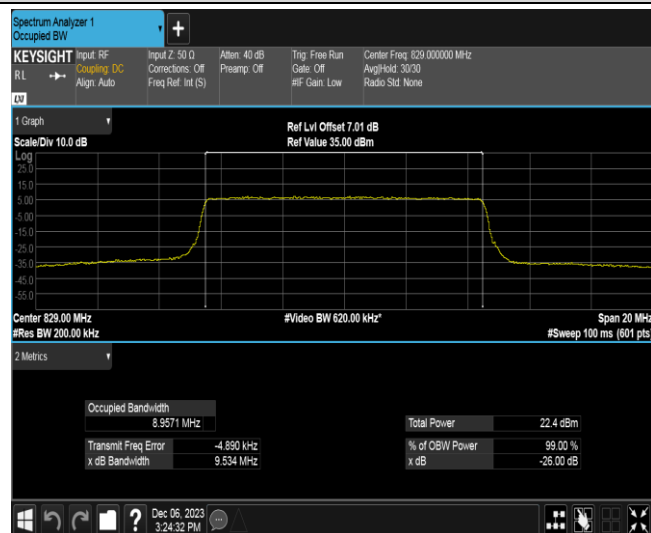 Spectrum Analyzer 1
Occupied BW
+
KEYSIGHT Input: RF Input Z: 50 Ω Atten: 40 dB Trig: Free Run Center Freq: 829.000000 MHz
RL Coupling: DC Corrections: Off Preamp: Off Gate: Off Avg|Hold: 30/30
Align: Auto Freq Ref: Int (S) #IF Gain: Low Radio Std: None
LXI
1 Graph
Ref Lvl Offset 7.01 dB
Scale/Div 10.0 dB Ref Value 35.00 dBm
Log
25.0
15.0
5.00
-5.00
-15.0
-25.0
-35.0
-45.0
-55.0
Center 829.00 MHz #Video BW 620.00 kHz* Span 20 MHz
#Res BW 200.00 kHz #Sweep 100 ms (601 pts)
2 Metrics
Occupied Bandwidth
8.9571 MHz Total Power 22.4 dBm
Transmit Freq Error -4.890 kHz % of OBW Power 99.00 %
x dB Bandwidth 9.534 MHz x dB -26.00 dB
? Dec 06, 2023
3:24:32 PM